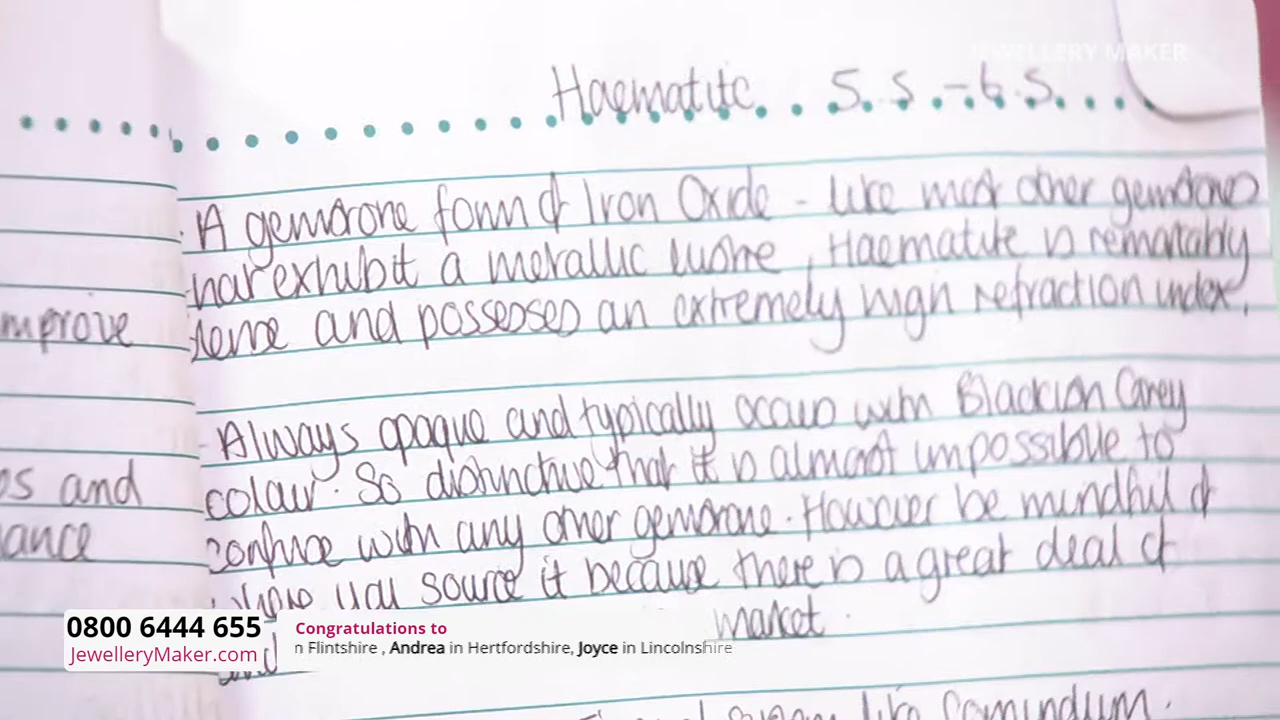 JEWELLERY MAKER
Haematite 5.5 - 6.5
mprove
os and
ance
- A gemstone form of Iron Oxide - like most other gemstones
that exhibit a metallic lustre, Haematite is remarkably
dense and possesses an extremely high refraction index.
- Always opaque and typically occurs with Blackish Grey
colour. So distinctive that it is almost impossible to
confuse with any other gemstone. However be mindful of
where you source it because there is a great deal of
market.
like Corundum.
0800 6444 655
JewelleryMaker.com
Congratulations to
n Flintshire , Andrea in Hertfordshire, Joyce in Lincolnshire